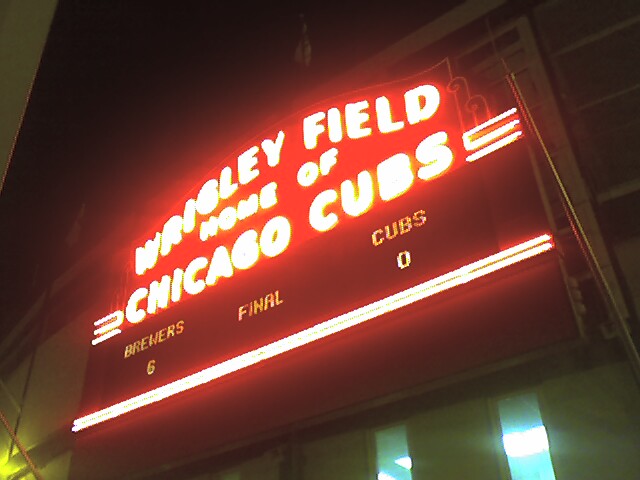 WRIGLEY FIELD
HOME OF
CHICAGO CUBS
BREWERS FINAL CUBS
6 0